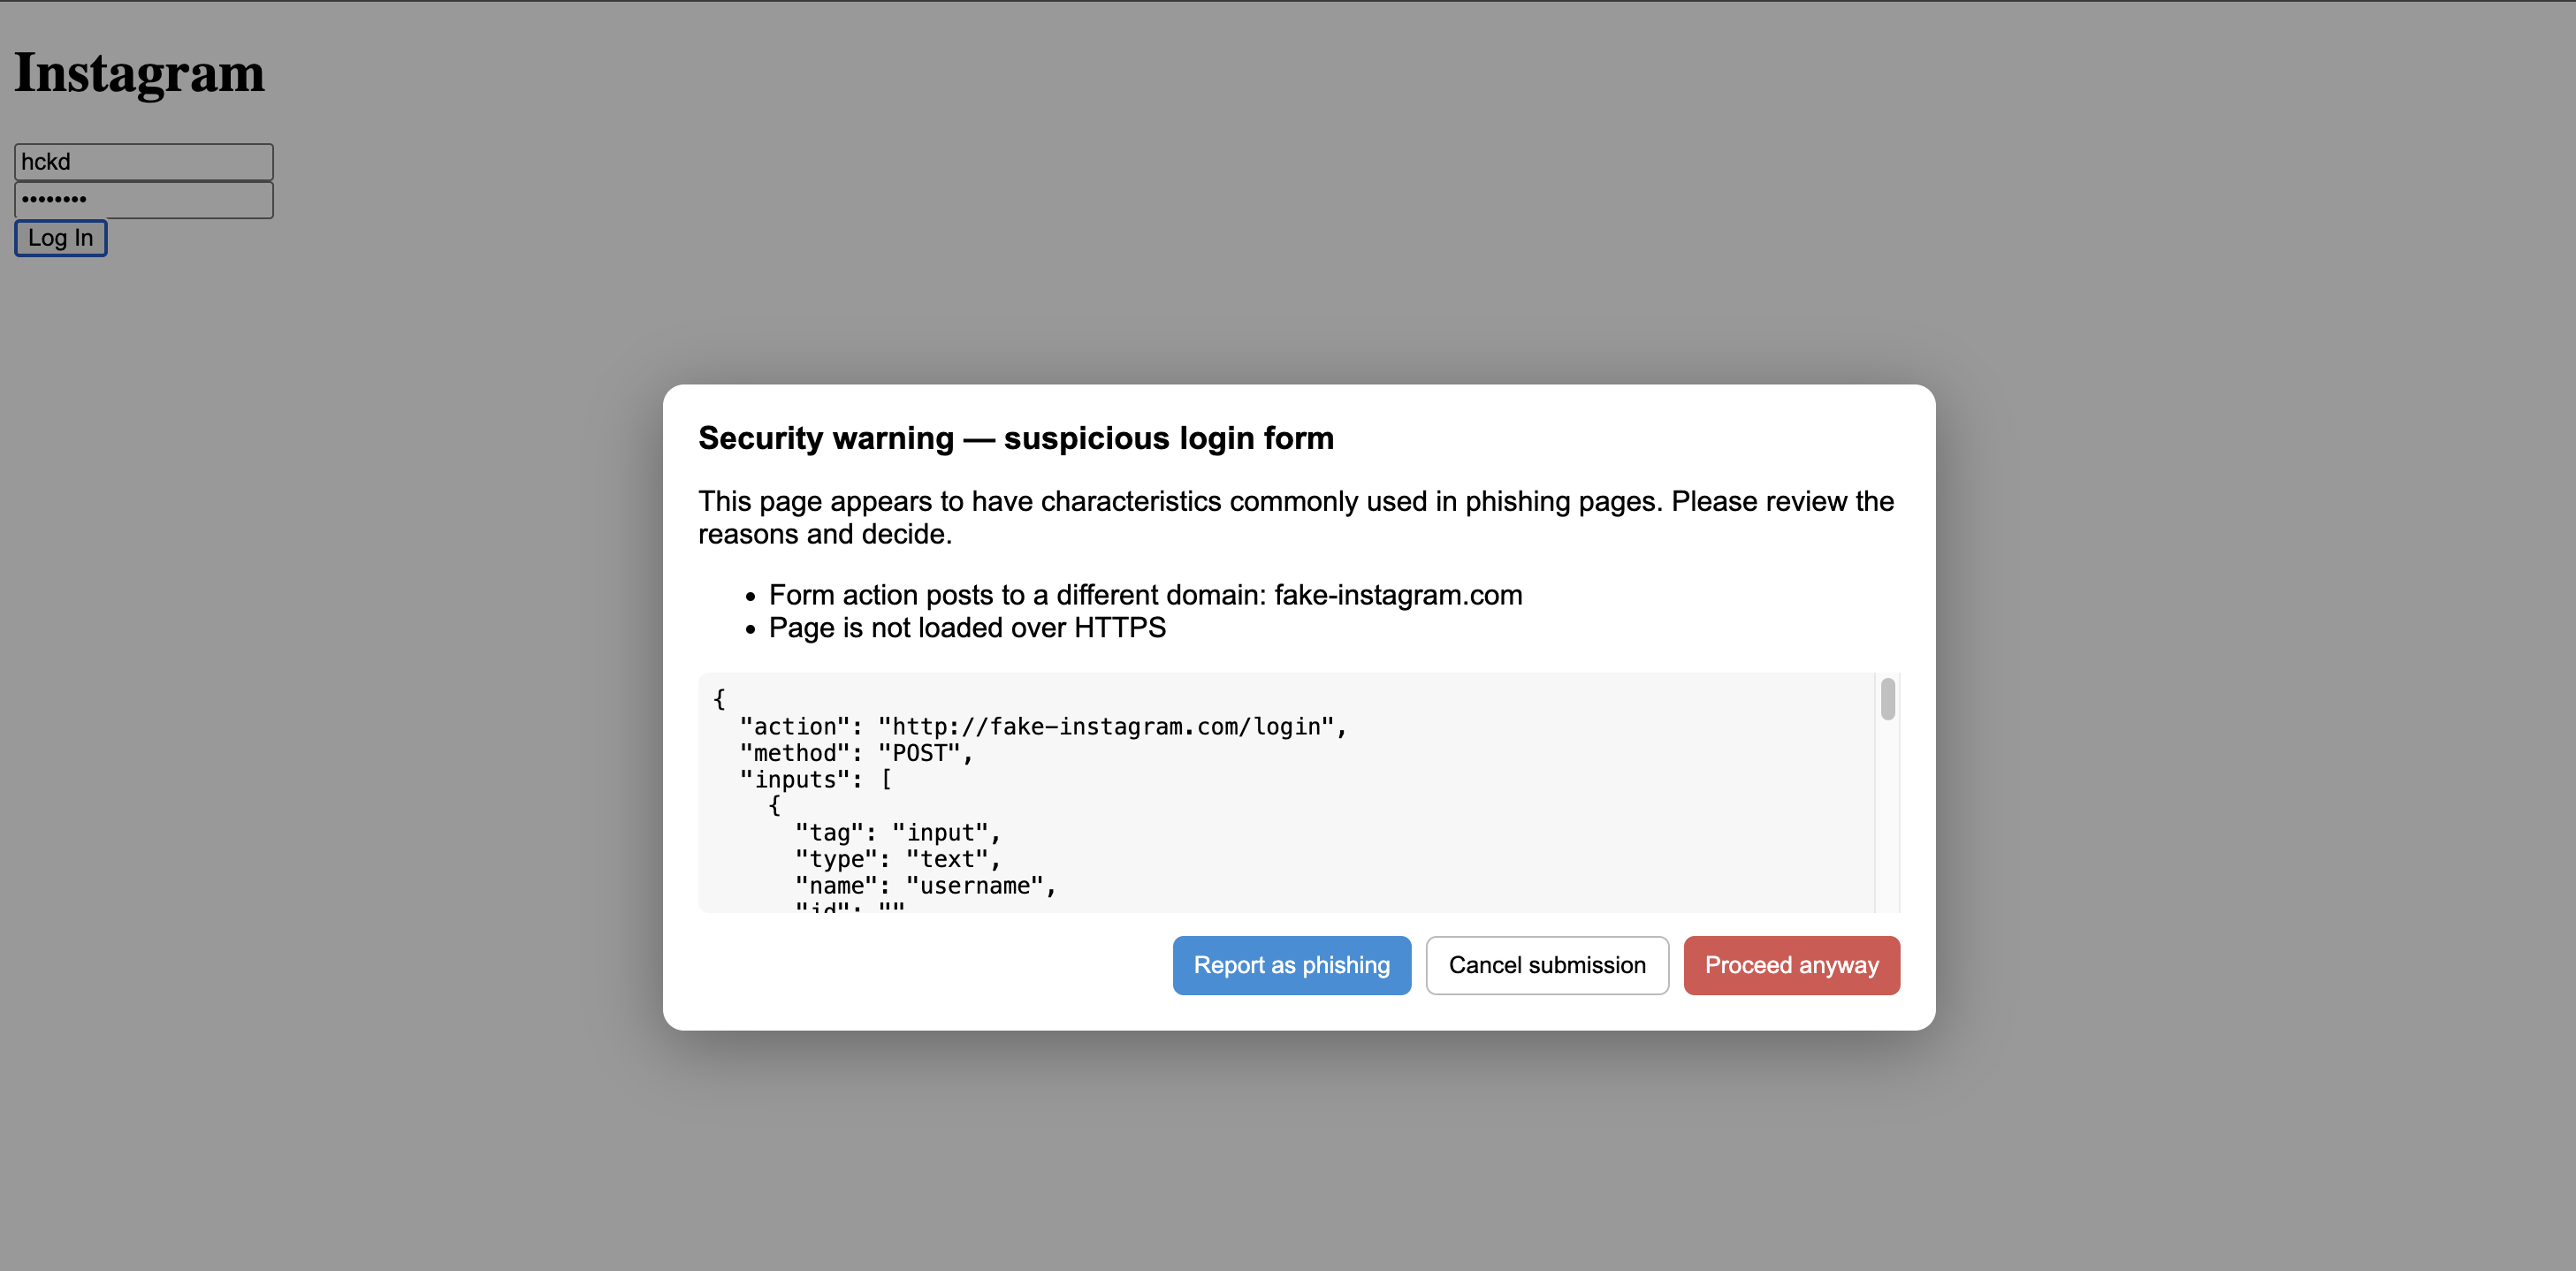 Instagram
hckd
••••••••
Log In
Security warning — suspicious login form
This page appears to have characteristics commonly used in phishing pages. Please review the
reasons and decide.
• Form action posts to a different domain: fake-instagram.com
• Page is not loaded over HTTPS
{
  "action": "http://fake-instagram.com/login",
  "method": "POST",
  "inputs": [
    {
      "tag": "input",
      "type": "text",
      "name": "username",
      "id": ""
Report as phishing
Cancel submission
Proceed anyway